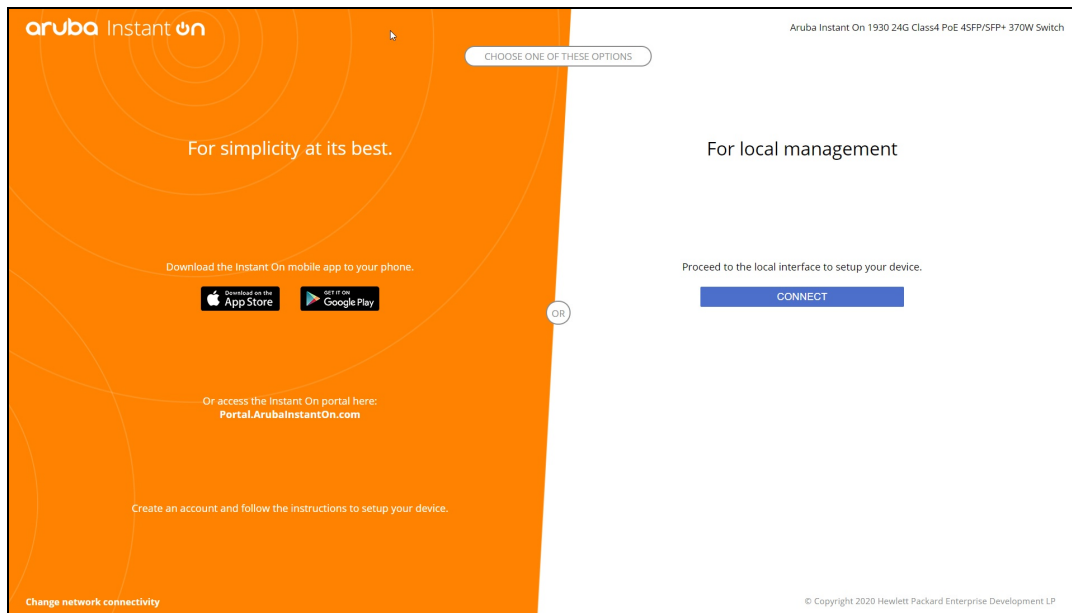 aruba Instant on
Aruba Instant On 1930 24G Class4 PoE 4SFP/SFP+ 370W Switch
CHOOSE ONE OF THESE OPTIONS
For simplicity at its best.
Download the Instant On mobile app to your phone.
Download on the
App Store
GET IT ON
Google Play
Or access the Instant On portal here:
Portal.ArubaInstantOn.com
Create an account and follow the instructions to setup your device.
Change network connectivity
OR
For local management
Proceed to the local interface to setup your device.
CONNECT
© Copyright 2020 Hewlett Packard Enterprise Development LP